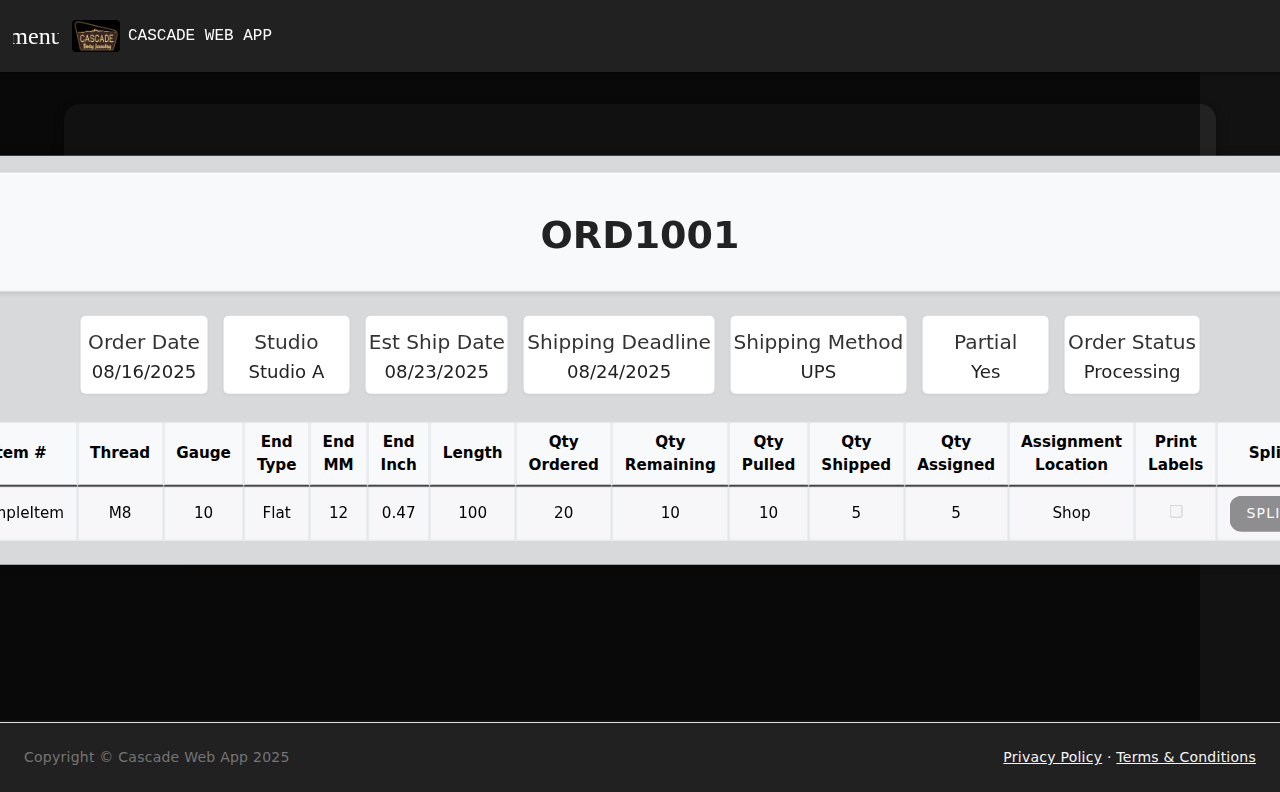 menu CASCADE Body Jewelry CASCADE WEB APP
ORD1001
Order Date Studio Est Ship Date Shipping Deadline Shipping Method Partial Order Status
08/16/2025 Studio A 08/23/2025 08/24/2025 UPS Yes Processing
tem # Thread Gauge End Type End MM End Inch Length Qty Ordered Qty Remaining Qty Pulled Qty Shipped Qty Assigned Assignment Location Print Labels Spli
mpleItem M8 10 Flat 12 0.47 100 20 10 10 5 5 Shop SPLI
Copyright © Cascade Web App 2025 Privacy Policy · Terms & Conditions